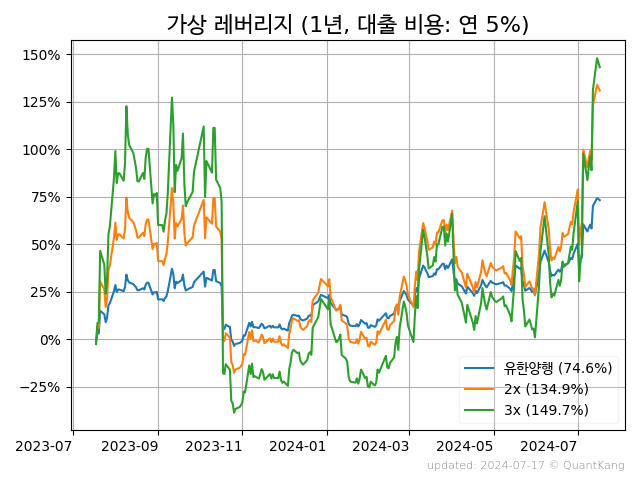 가상 레버리지 (1년, 대출 비용: 연 5%)
150%
125%
100%
75%
50%
25%
0%
−25%
유한양행 (74.6%)
2x (134.9%)
3x (149.7%)
2023-07 2023-09 2023-11 2024-01 2024-03 2024-05 2024-07
updated: 2024-07-17 © QuantKang